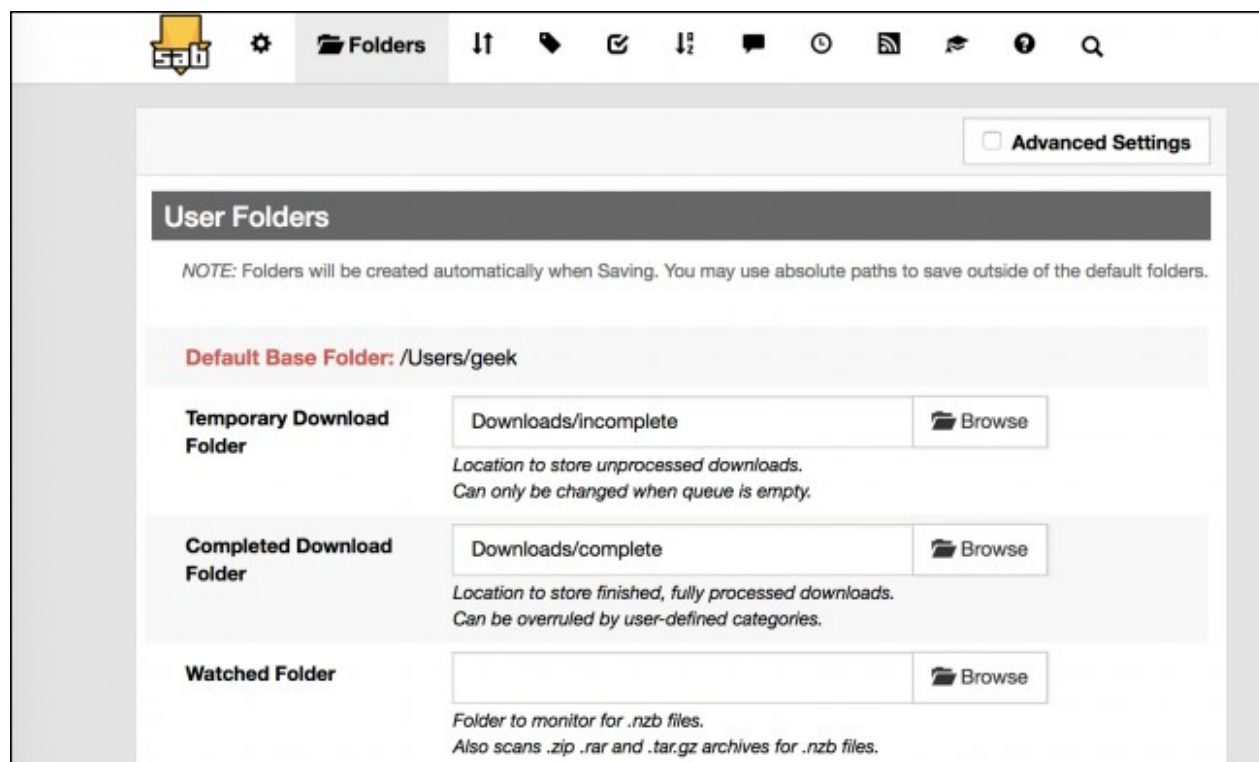 sab
Folders
Advanced Settings
User Folders
NOTE: Folders will be created automatically when Saving. You may use absolute paths to save outside of the default folders.
Default Base Folder: /Users/geek
Temporary Download
Folder
Downloads/incomplete
Browse
Location to store unprocessed downloads.
Can only be changed when queue is empty.
Completed Download
Folder
Downloads/complete
Browse
Location to store finished, fully processed downloads.
Can be overruled by user-defined categories.
Watched Folder
Browse
Folder to monitor for .nzb files.
Also scans .zip .rar and .tar.gz archives for .nzb files.